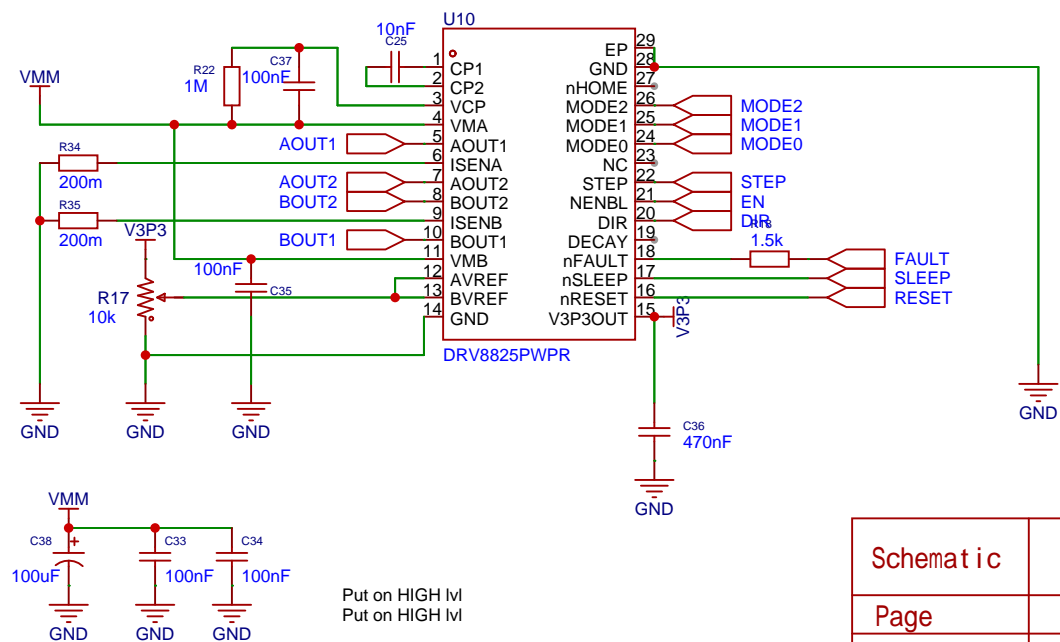 U10
10nF
C25
R22
1M
C37
100nF
VMM
1
2
3
4
5
6
7
8
9
10
11
12
13
14
CP1
CP2
VCP
VMA
AOUT1
ISENA
AOUT2
BOUT2
ISENB
BOUT1
VMB
AVREF
BVREF
GND
EP
GND
nHOME
MODE2
MODE1
MODE0
NC
STEP
NENBL
DIR
DECAY
nFAULT
nSLEEP
nRESET
V3P3OUT
29
28
27
26
25
24
23
22
21
20
19
18
17
16
15
DRV8825PWPR
AOUT1
AOUT2
BOUT2
BOUT1
R34
200m
R35
200m
V3P3
R17
10k
100nF
C35
GND
GND
GND
MODE2
MODE1
MODE0
STEP
EN
DIR
1.5k
FAULT
SLEEP
RESET
V3P3
C36
470nF
GND
GND
VMM
C38
+
100uF
C33
100nF
C34
100nF
GND
GND
GND
Put on HIGH lvl
Put on HIGH lvl
Schematic
Page